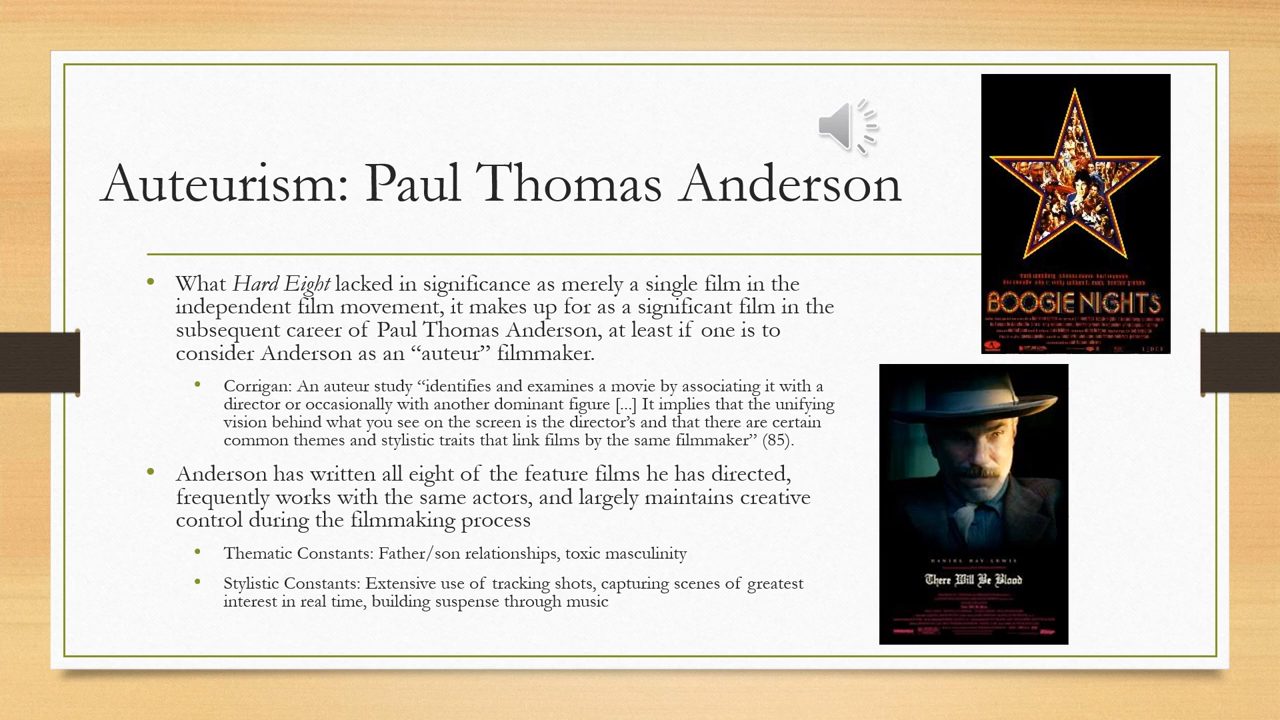 Auteurism: Paul Thomas Anderson
• What Hard Eight lacked in significance as merely a single film in the
independent film movement, it makes up for as a significant film in the
subsequent career of Paul Thomas Anderson, at least if one is to
consider Anderson as an “auteur” filmmaker.
• Corrigan: An auteur study “identifies and examines a movie by associating it with a
director or occasionally with another dominant figure [...] It implies that the unifying
vision behind what you see on the screen is the director’s and that there are certain
common themes and stylistic traits that link films by the same filmmaker” (85).
• Anderson has written all eight of the feature films he has directed,
frequently works with the same actors, and largely maintains creative
control during the filmmaking process
• Thematic Constants: Father/son relationships, toxic masculinity
• Stylistic Constants: Extensive use of tracking shots, capturing scenes of greatest
interest in real time, building suspense through music
BOOGIE NIGHTS
DANIEL DAY-LEWIS
There Will Be Blood